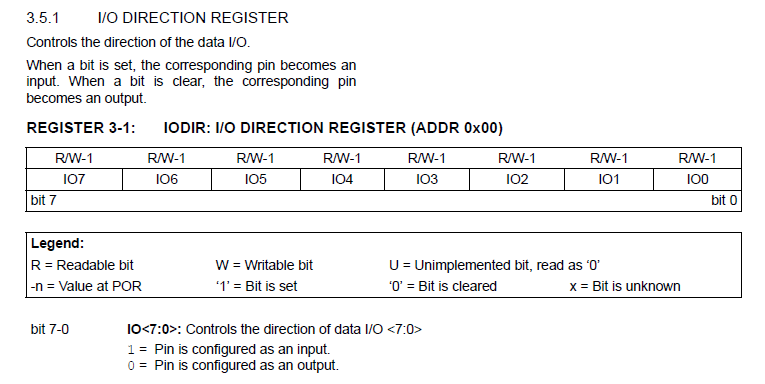 3.5.1 I/O DIRECTION REGISTER
Controls the direction of the data I/O.
When a bit is set, the corresponding pin becomes an
input. When a bit is clear, the corresponding pin
becomes an output.
REGISTER 3-1: IODIR: I/O DIRECTION REGISTER (ADDR 0x00)
R/W-1 R/W-1 R/W-1 R/W-1 R/W-1 R/W-1 R/W-1 R/W-1
IO7 IO6 IO5 IO4 IO3 IO2 IO1 IO0
bit 7 bit 0
Legend:
R = Readable bit W = Writable bit U = Unimplemented bit, read as ‘0’
-n = Value at POR ‘1’ = Bit is set ‘0’ = Bit is cleared x = Bit is unknown
bit 7-0 IO<7:0>: Controls the direction of data I/O <7:0>
1 = Pin is configured as an input.
0 = Pin is configured as an output.